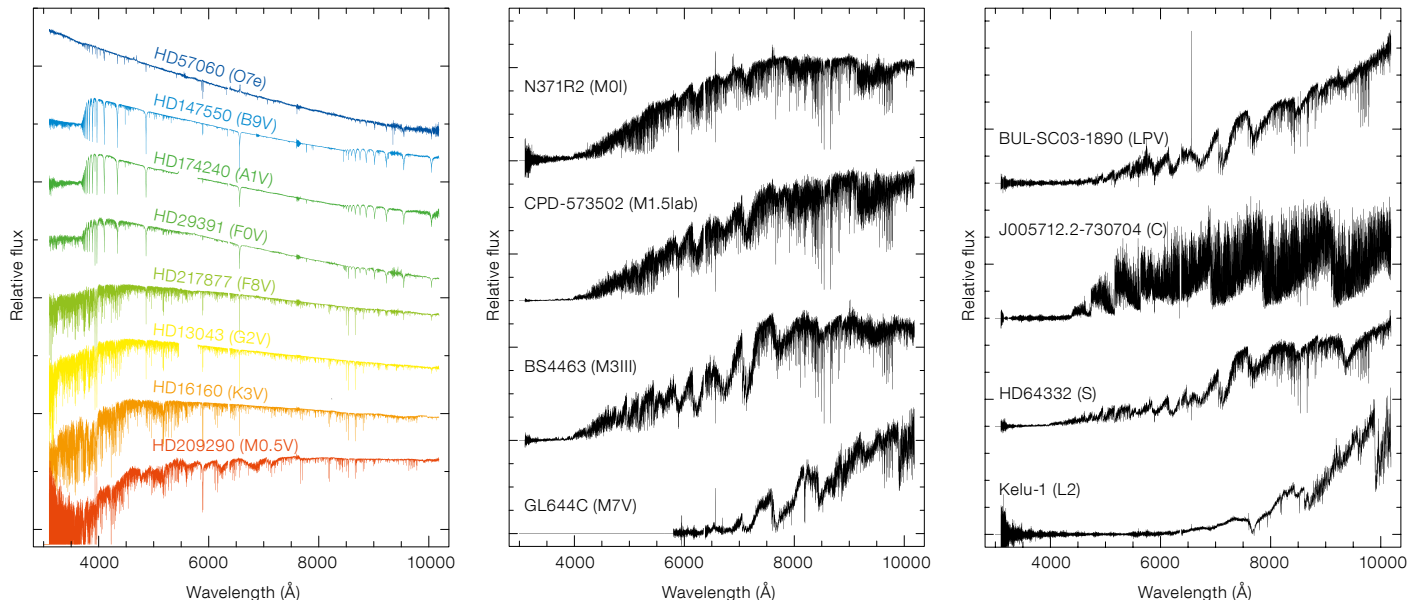 Relative flux
HD57060 (O7e)
HD147550 (B9V)
HD174240 (A1V)
HD29391 (F0V)
HD217877 (F8V)
HD13043 (G2V)
HD16160 (K3V)
HD209290 (M0.5V)
4000 6000 8000 10000
Wavelength (Å)
Relative flux
N371R2 (M0I)
CPD-573502 (M1.5Iab)
BS4463 (M3III)
GL644C (M7V)
4000 6000 8000 10000
Wavelength (Å)
Relative flux
BUL-SC03-1890 (LPV)
J005712.2-730704 (C)
HD64332 (S)
Kelu-1 (L2)
4000 6000 8000 10000
Wavelength (Å)